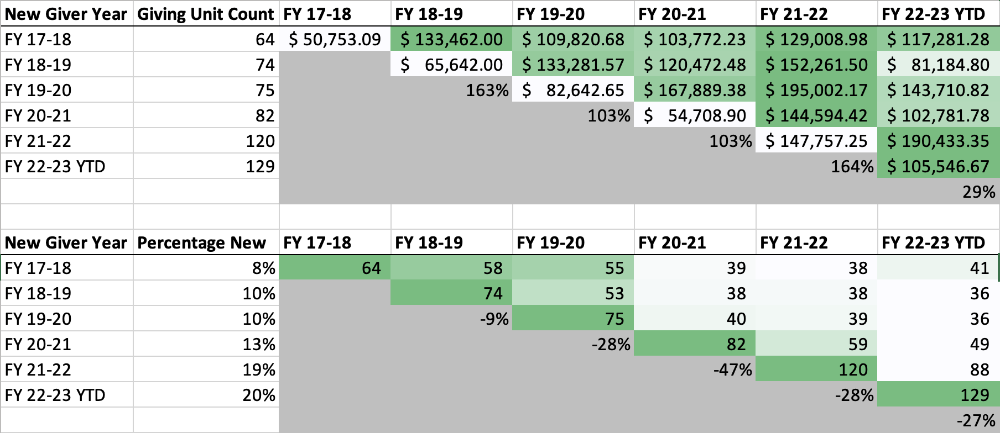 New Giver Year Giving Unit Count FY 17-18 FY 18-19 FY 19-20 FY 20-21 FY 21-22 FY 22-23 YTD
FY 17-18 64 $ 50,753.09 $ 133,462.00 $ 109,820.68 $ 103,772.23 $ 129,008.98 $ 117,281.28
FY 18-19 74 $ 65,642.00 $ 133,281.57 $ 120,472.48 $ 152,261.50 $ 81,184.80
FY 19-20 75 163% $ 82,642.65 $ 167,889.38 $ 195,002.17 $ 143,710.82
FY 20-21 82 103% $ 54,708.90 $ 144,594.42 $ 102,781.78
FY 21-22 120 103% $ 147,757.25 $ 190,433.35
FY 22-23 YTD 129 164% $ 105,546.67
29%
New Giver Year Percentage New FY 17-18 FY 18-19 FY 19-20 FY 20-21 FY 21-22 FY 22-23 YTD
FY 17-18 8% 64 58 55 39 38 41
FY 18-19 10% 74 53 38 38 36
FY 19-20 10% -9% 75 40 39 36
FY 20-21 13% -28% 82 59 49
FY 21-22 19% -47% 120 88
FY 22-23 YTD 20% -28% 129
-27%